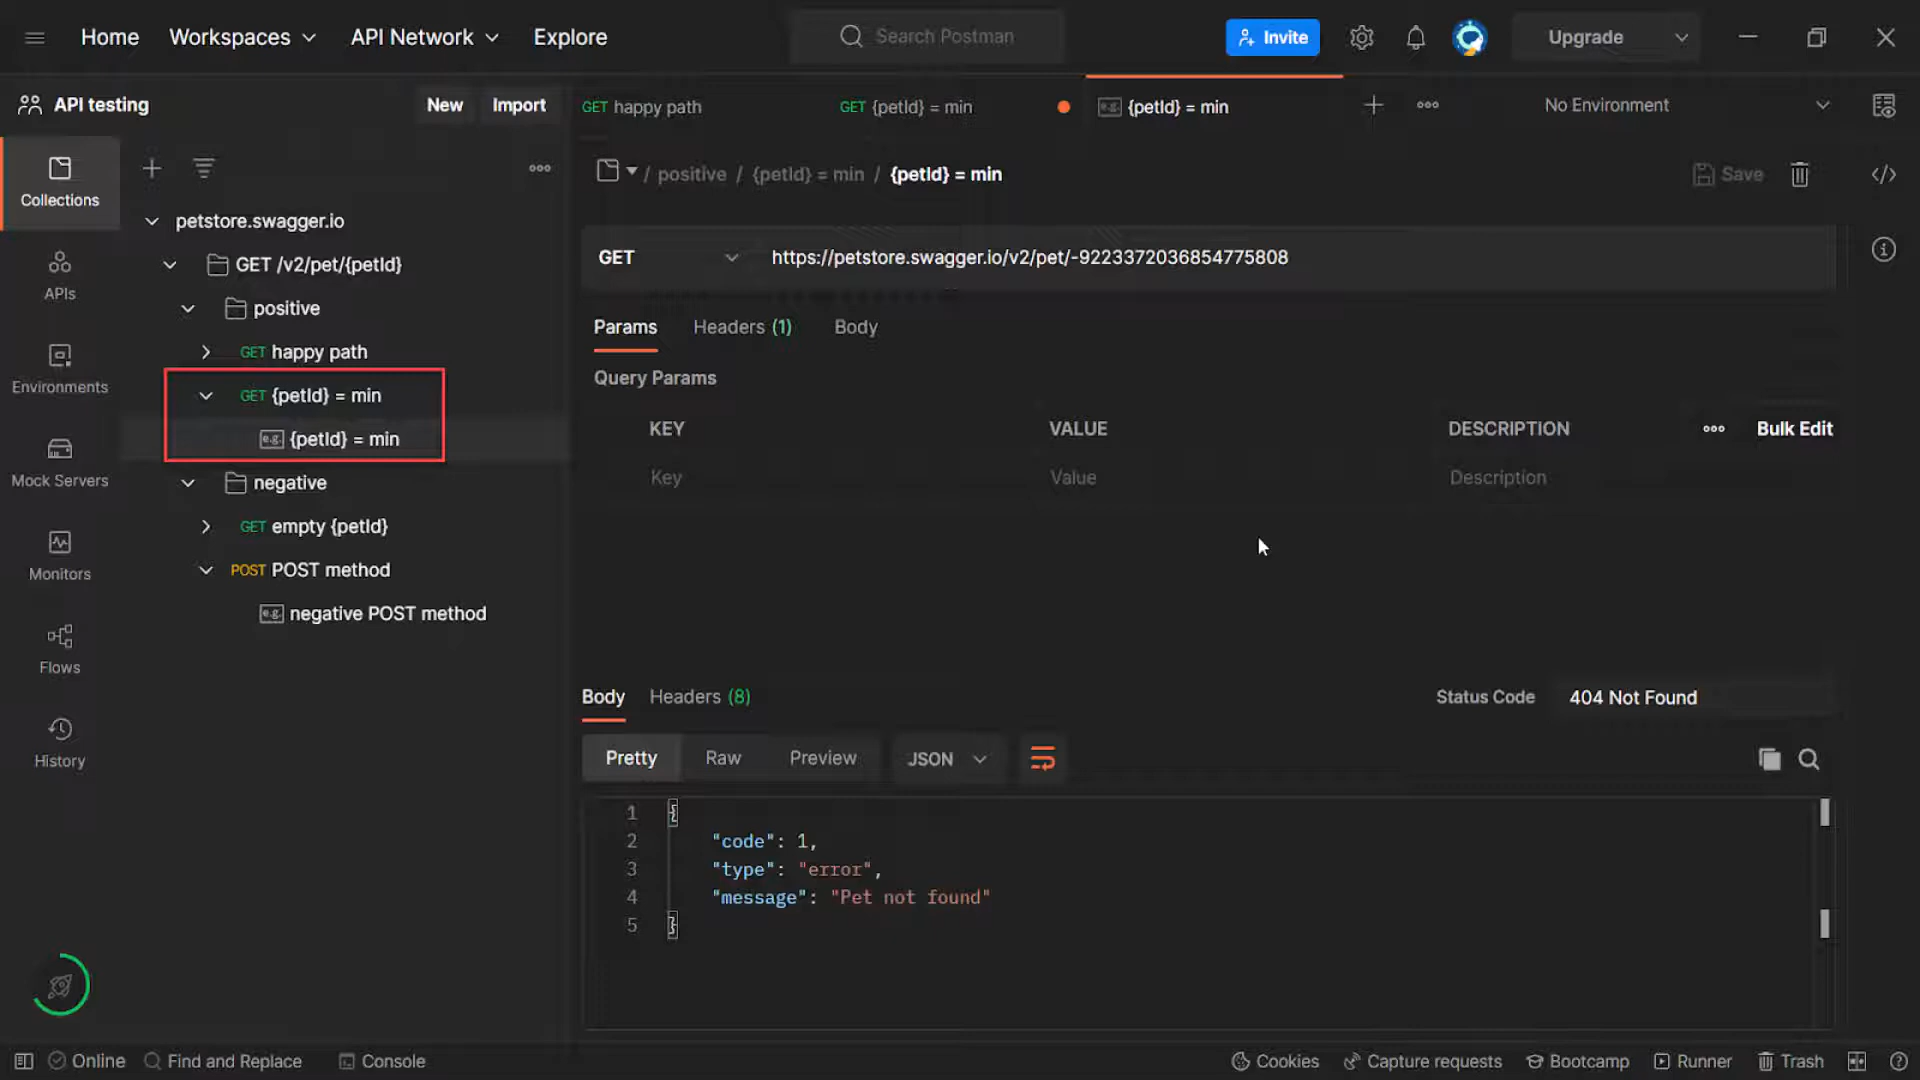 Home Workspaces API Network Explore Search Postman Invite Upgrade
API testing New Import GET happy path GET {petId} = min e.g. {petId} = min No Environment
Collections
APIs
Environments
Mock Servers
Monitors
Flows
History
petstore.swagger.io
GET /v2/pet/{petId}
positive
GET happy path
GET {petId} = min
e.g. {petId} = min
negative
GET empty {petId}
POST POST method
e.g. negative POST method
/ positive / {petId} = min / {petId} = min Save
GET https://petstore.swagger.io/v2/pet/-9223372036854775808
Params Headers (1) Body
Query Params
KEY VALUE DESCRIPTION Bulk Edit
Key Value Description
Body Headers (8) Status Code 404 Not Found
Pretty Raw Preview JSON
1 {
2 "code": 1,
3 "type": "error",
4 "message": "Pet not found"
5 }
Online Find and Replace Console Cookies Capture requests Bootcamp Runner Trash